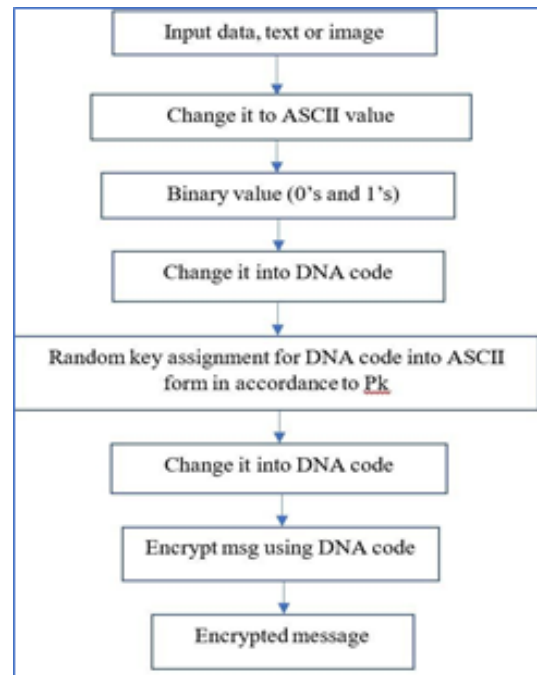 Input data, text or image
Change it to ASCII value
Binary value (0’s and 1’s)
Change it into DNA code
Random key assignment for DNA code into ASCII
form in accordance to Pk
Change it into DNA code
Encrypt msg using DNA code
Encrypted message